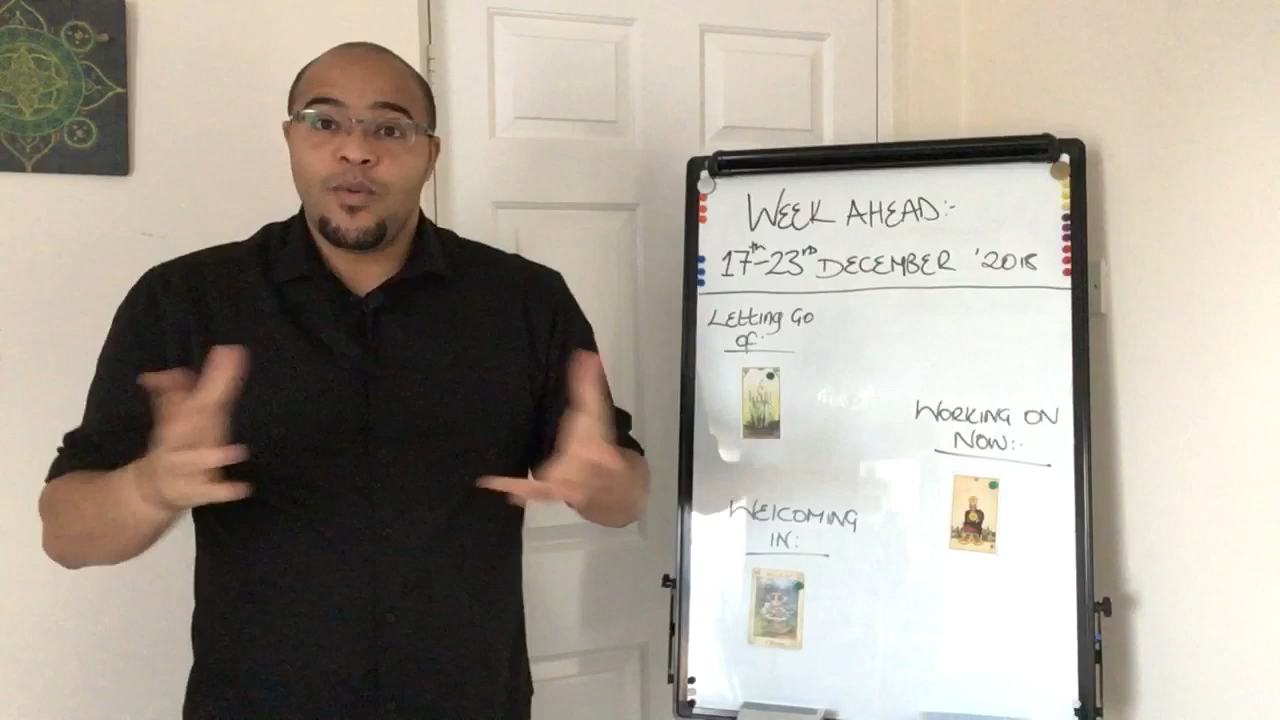 WEEK AHEAD:-
17th-23rd DECEMBER '2018
LETTING GO
OF:
WORKING ON
NOW:-
WELCOMING
IN: